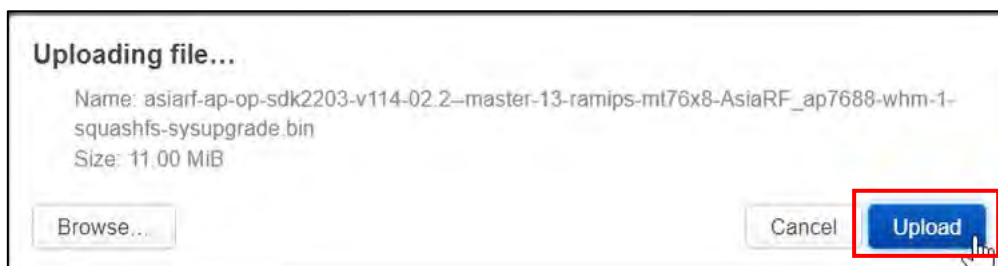 Uploading file...
Name: asiarf-ap-op-sdk2203-v114-02.2--master-13-ramips-mt76x8-AsiaRF_ap7688-whm-1-
squashfs-sysupgrade.bin
Size: 11.00 MiB
Browse... Cancel Upload